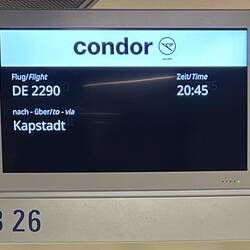 condor
Flug/Flight
Zeit/Time
DE 2290
20:45
nach - über/to - via
Kapstadt
26